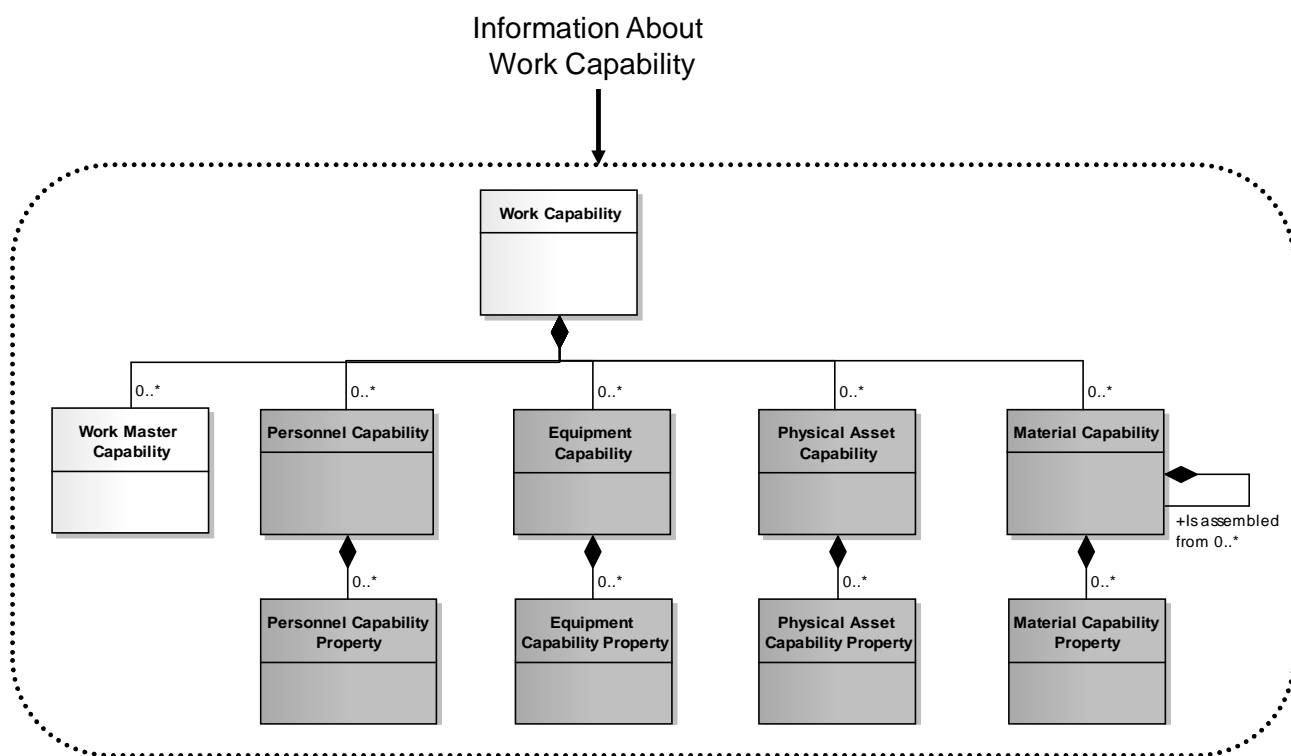 Information About
Work Capability
Work Capability
0..*
0..*
0..*
0..*
0..*
Work Master
Capability
Personnel Capability
Equipment
Capability
Physical Asset
Capability
Material Capability
+Is assembled
from 0..*
0..*
0..*
0..*
0..*
Personnel Capability
Property
Equipment
Capability Property
Physical Asset
Capability Property
Material Capability
Property